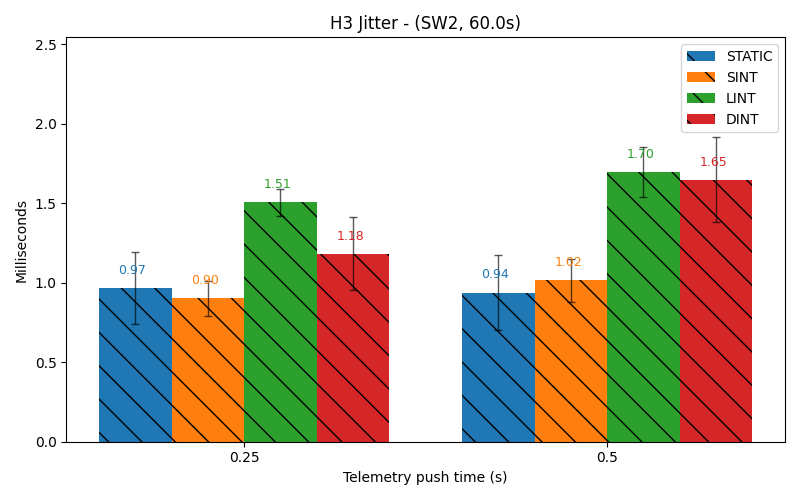 H3 Jitter - (SW2, 60.0s)
2.5
2.0
1.5
1.0
0.5
0.0
Milliseconds
STATIC
SINT
LINT
DINT
0.97
0.90
1.51
1.18
0.94
1.02
1.70
1.65
0.25
0.5
Telemetry push time (s)